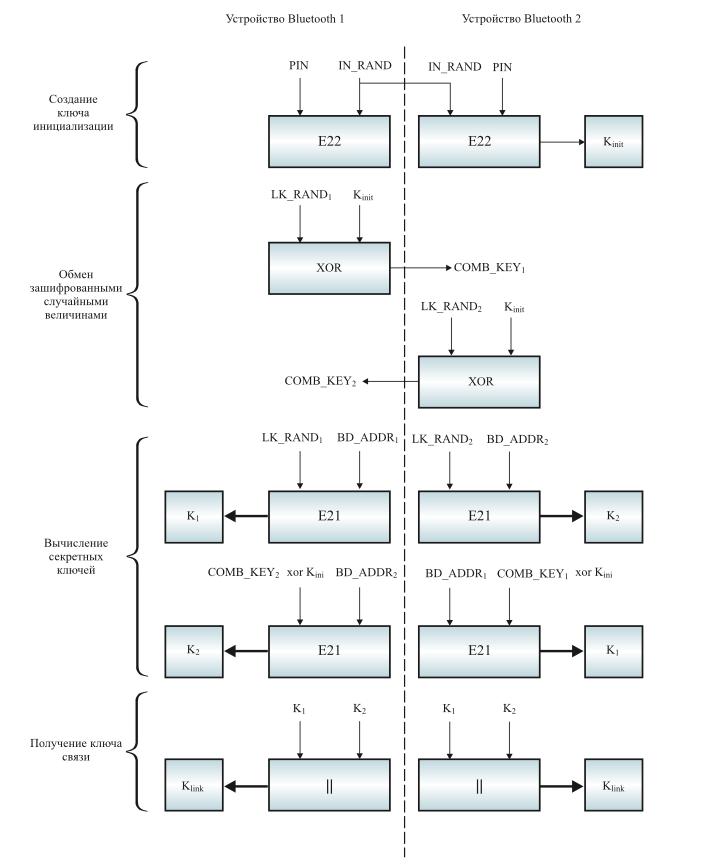 Устройство Bluetooth 1
Устройство Bluetooth 2
Создание
ключа
инициализации
PIN
IN_RAND
IN_RAND
PIN
E22
E22
Kinit
Обмен
зашифрованными
случайными
величинами
LK_RAND1
Kinit
XOR
COMB_KEY1
LK_RAND2
Kinit
COMB_KEY2
XOR
Вычисление
секретных
ключей
LK_RAND1
BD_ADDR1
LK_RAND2
BD_ADDR2
K1
E21
E21
K2
COMB_KEY2 xor Kini
BD_ADDR2
BD_ADDR1
COMB_KEY1 xor Kini
K2
E21
E21
K1
Получение ключа
связи
K1
K2
K1
K2
Klink
||
||
Klink